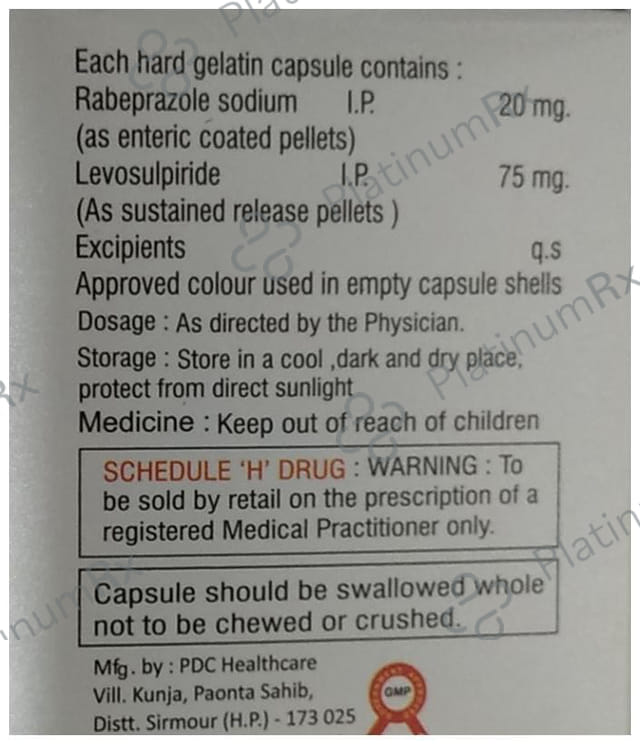 Each hard gelatin capsule contains :
Rabeprazole sodium I.P. 20 mg.
(as enteric coated pellets)
Levosulpiride I.P. 75 mg.
(As sustained release pellets )
Excipients q.s
Approved colour used in empty capsule shells
Dosage : As directed by the Physician.
Storage : Store in a cool ,dark and dry place,
protect from direct sunlight
Medicine : Keep out of reach of children
SCHEDULE ‘H’ DRUG : WARNING : To
be sold by retail on the prescription of a
registered Medical Practitioner only.
Capsule should be swallowed whole
not to be chewed or crushed.
Mfg. by : PDC Healthcare
Vill. Kunja, Paonta Sahib,
Distt. Sirmour (H.P.) - 173 025
GMP
PlatinumRx
PlatinumRx